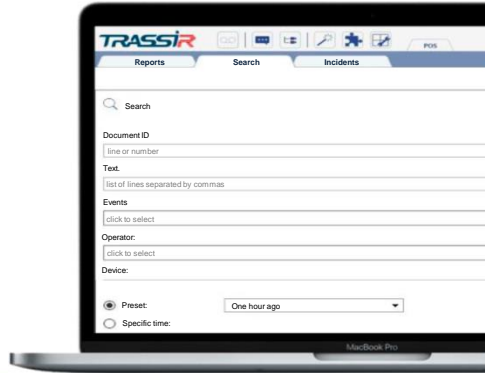 TRASSIR
POS
Reports Search Incidents
Search
Document ID
line or number
Text.
list of lines separated by commas
Events
click to select
Operator:
click to select
Device:
Preset: One hour ago
Specific time:
MacBook Pro